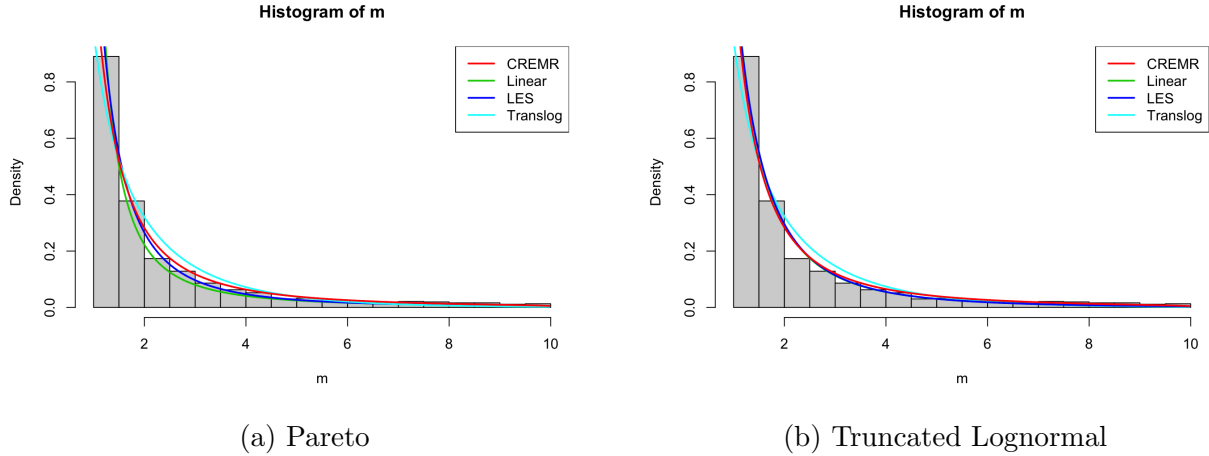 Histogram of m
CREMR
Linear
LES
Translog
Density
0.0
0.2
0.4
0.6
0.8
2
4
6
8
10
m
(a) Pareto
Histogram of m
CREMR
Linear
LES
Translog
Density
0.0
0.2
0.4
0.6
0.8
2
4
6
8
10
m
(b) Truncated Lognormal